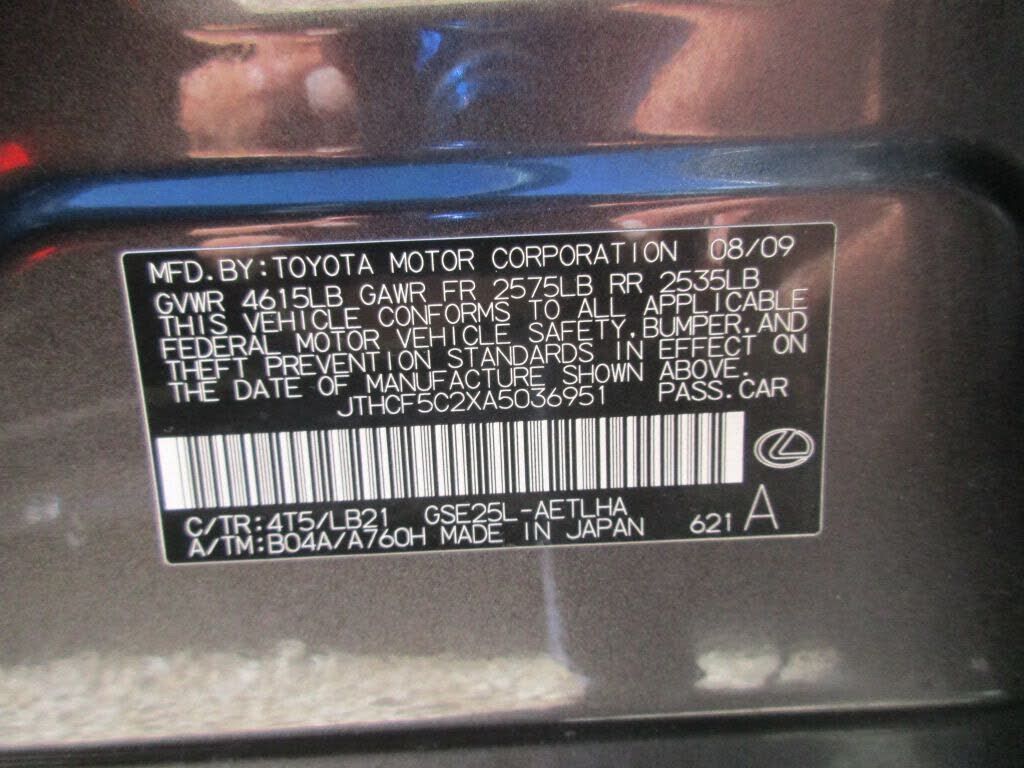 MFD.BY:TOYOTA MOTOR CORPORATION 08/09
GVWR 4615LB GAWR FR 2575LB RR 2535LB
THIS VEHICLE CONFORMS TO ALL APPLICABLE
FEDERAL MOTOR VEHICLE SAFETY,BUMPER,AND
THEFT PREVENTION STANDARDS IN EFFECT ON
THE DATE OF MANUFACTURE SHOWN ABOVE.
JTHCF5C2XA5036951 PASS.CAR
C/TR:4T5/LB21 GSE25L-AETLHA
A/TM:B04A/A760H MADE IN JAPAN 621 A